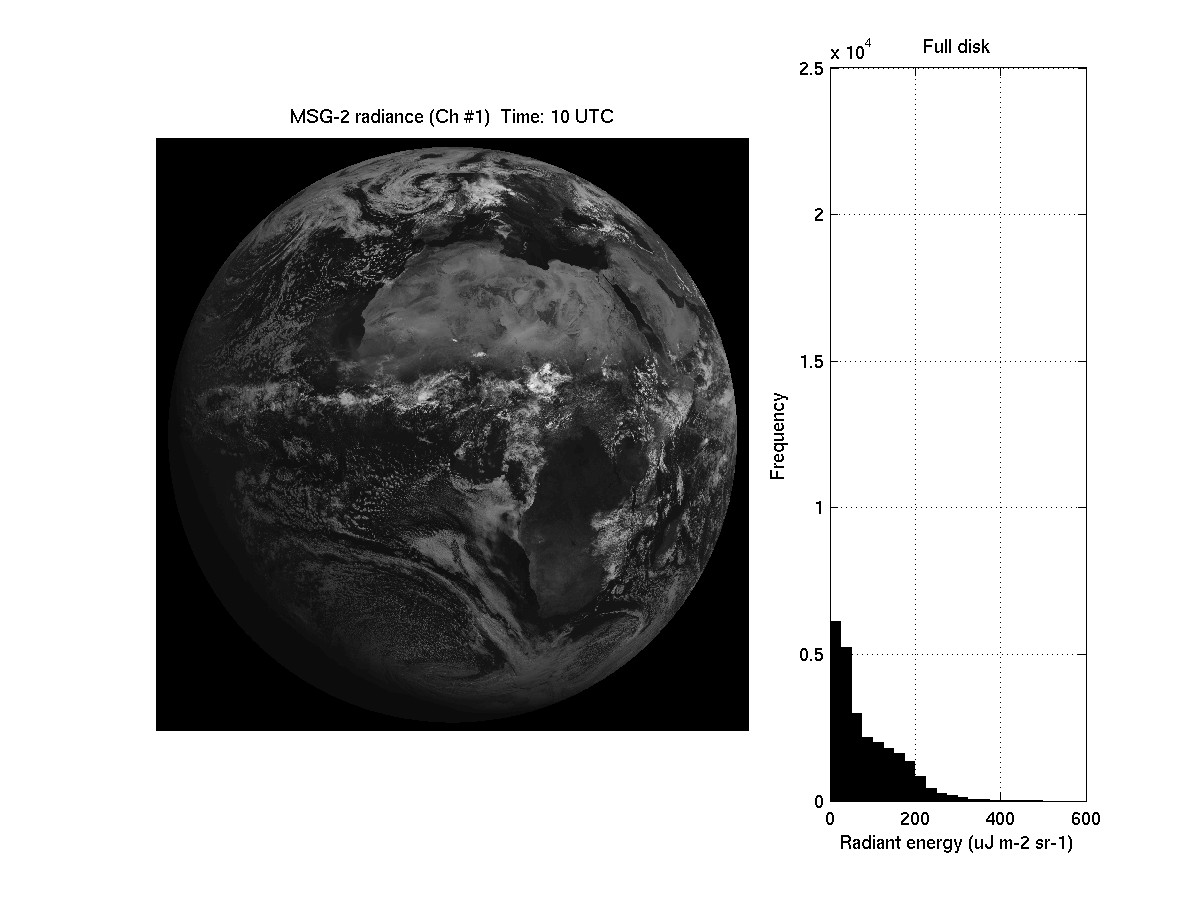 MSG-2 radiance (Ch #1)  Time: 10 UTC
Full disk
x 10^4
2.5
2
1.5
1
0.5
0
Frequency
0 200 400 600
Radiant energy (uJ m-2 sr-1)